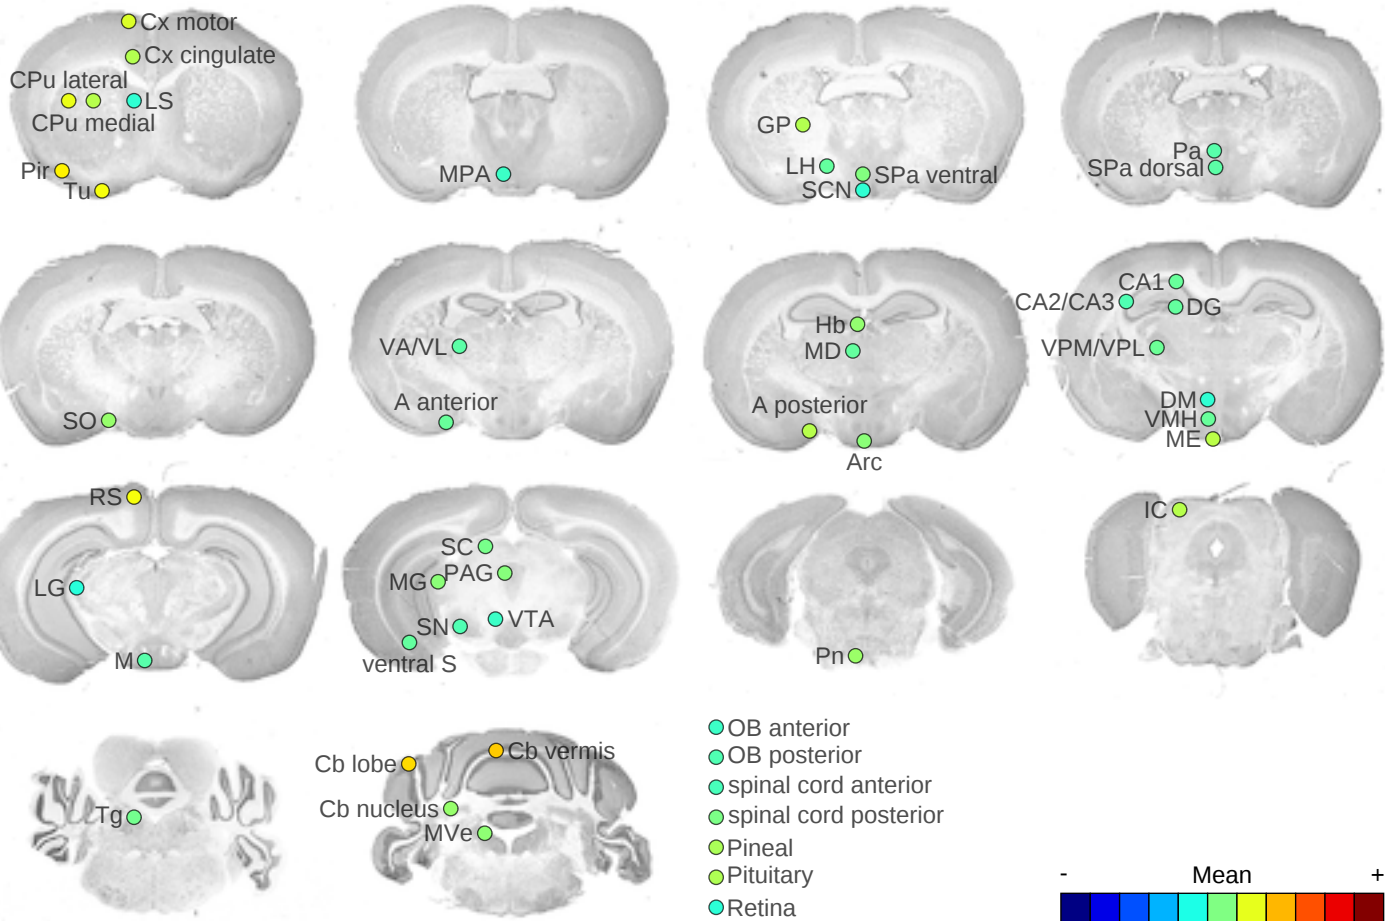 Cx motor
Cx cingulate
CPu lateral
LS
CPu medial
Pir
Tu
MPA
GP
LH
SPa ventral
SCN
Pa
SPa dorsal
SO
VA/VL
A anterior
Hb
MD
A posterior
Arc
CA1
CA2/CA3
DG
VPM/VPL
DM
VMH
ME
RS
LG
M
SC
MG
PAG
SN
VTA
ventral S
Pn
IC
Tg
Cb lobe
Cb vermis
Cb nucleus
MVe
OB anterior
OB posterior
spinal cord anterior
spinal cord posterior
Pineal
Pituitary
Retina
- Mean +